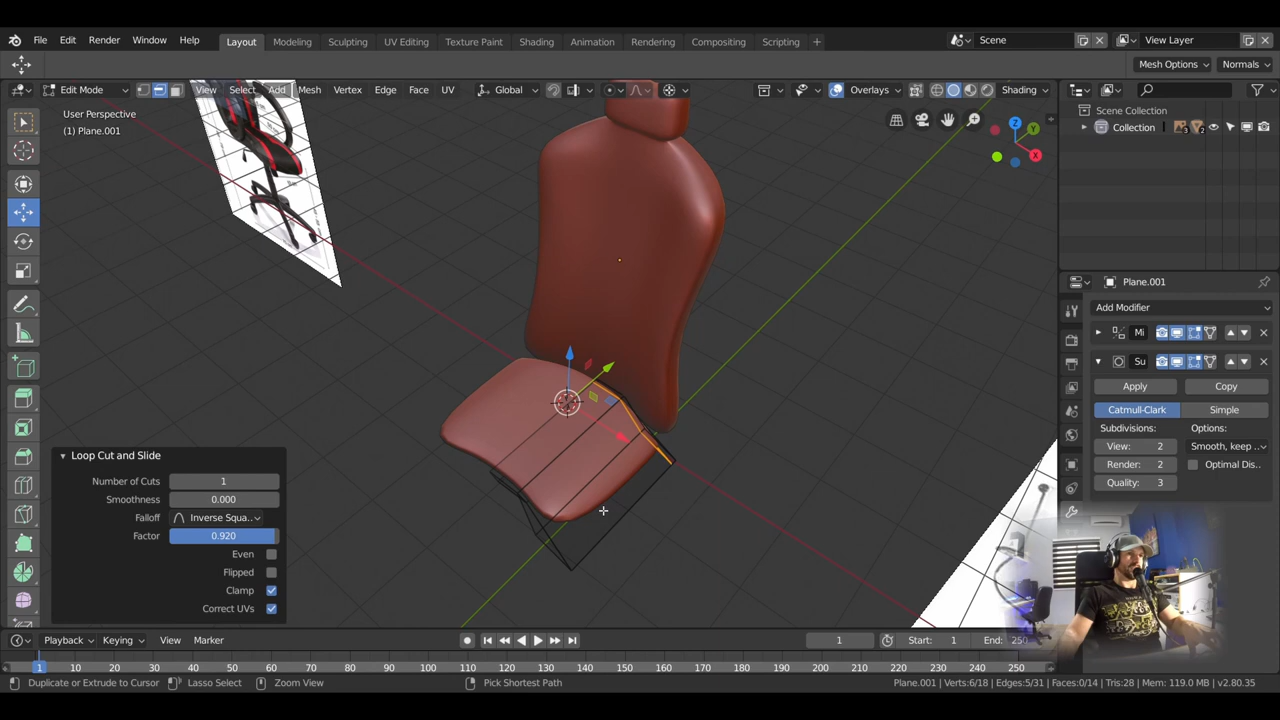 File Edit Render Window Help Layout Modeling Sculpting UV Editing Texture Paint Shading Animation Rendering Compositing Scripting + Scene View Layer
Mesh Options Normals
Edit Mode View Select Add Mesh Vertex Edge Face UV Global Overlays Shading
User Perspective
(1) Plane.001
Z
Y
X
Scene Collection
Collection
Plane.001
Add Modifier
Mi
Su
Apply Copy
Catmull-Clark Simple
Subdivisions: Options:
View: 2 Smooth, keep ..
Render: 2 Optimal Dis..
Quality: 3
Loop Cut and Slide
Number of Cuts 1
Smoothness 0.000
Falloff Inverse Squa..
Factor 0.920
Even
Flipped
Clamp
Correct UVs
Playback Keying View Marker 1 Start: 1 End: 250
1 10 20 30 40 50 60 70 80 90 100 110 120 130 140 150 160 170 180 190 200 210 220 230 240 250
Duplicate or Extrude to Cursor Lasso Select Zoom View Pick Shortest Path Plane.001 | Verts:6/18 | Edges:5/31 | Faces:0/14 | Tris:28 | Mem: 119.0 MB | v2.80.35